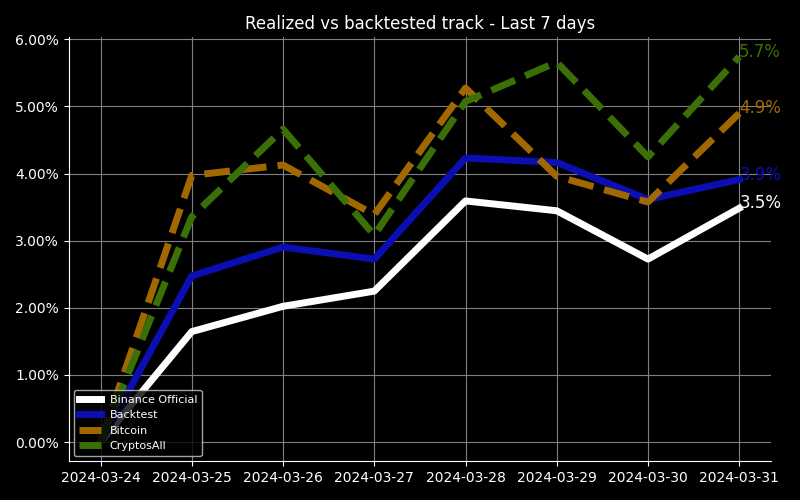 Realized vs backtested track - Last 7 days
6.00%
5.00%
4.00%
3.00%
2.00%
1.00%
0.00%
5.7%
4.9%
3.9%
3.5%
Binance Official
Backtest
Bitcoin
CryptosAll
2024-03-24 2024-03-25 2024-03-26 2024-03-27 2024-03-28 2024-03-29 2024-03-30 2024-03-31